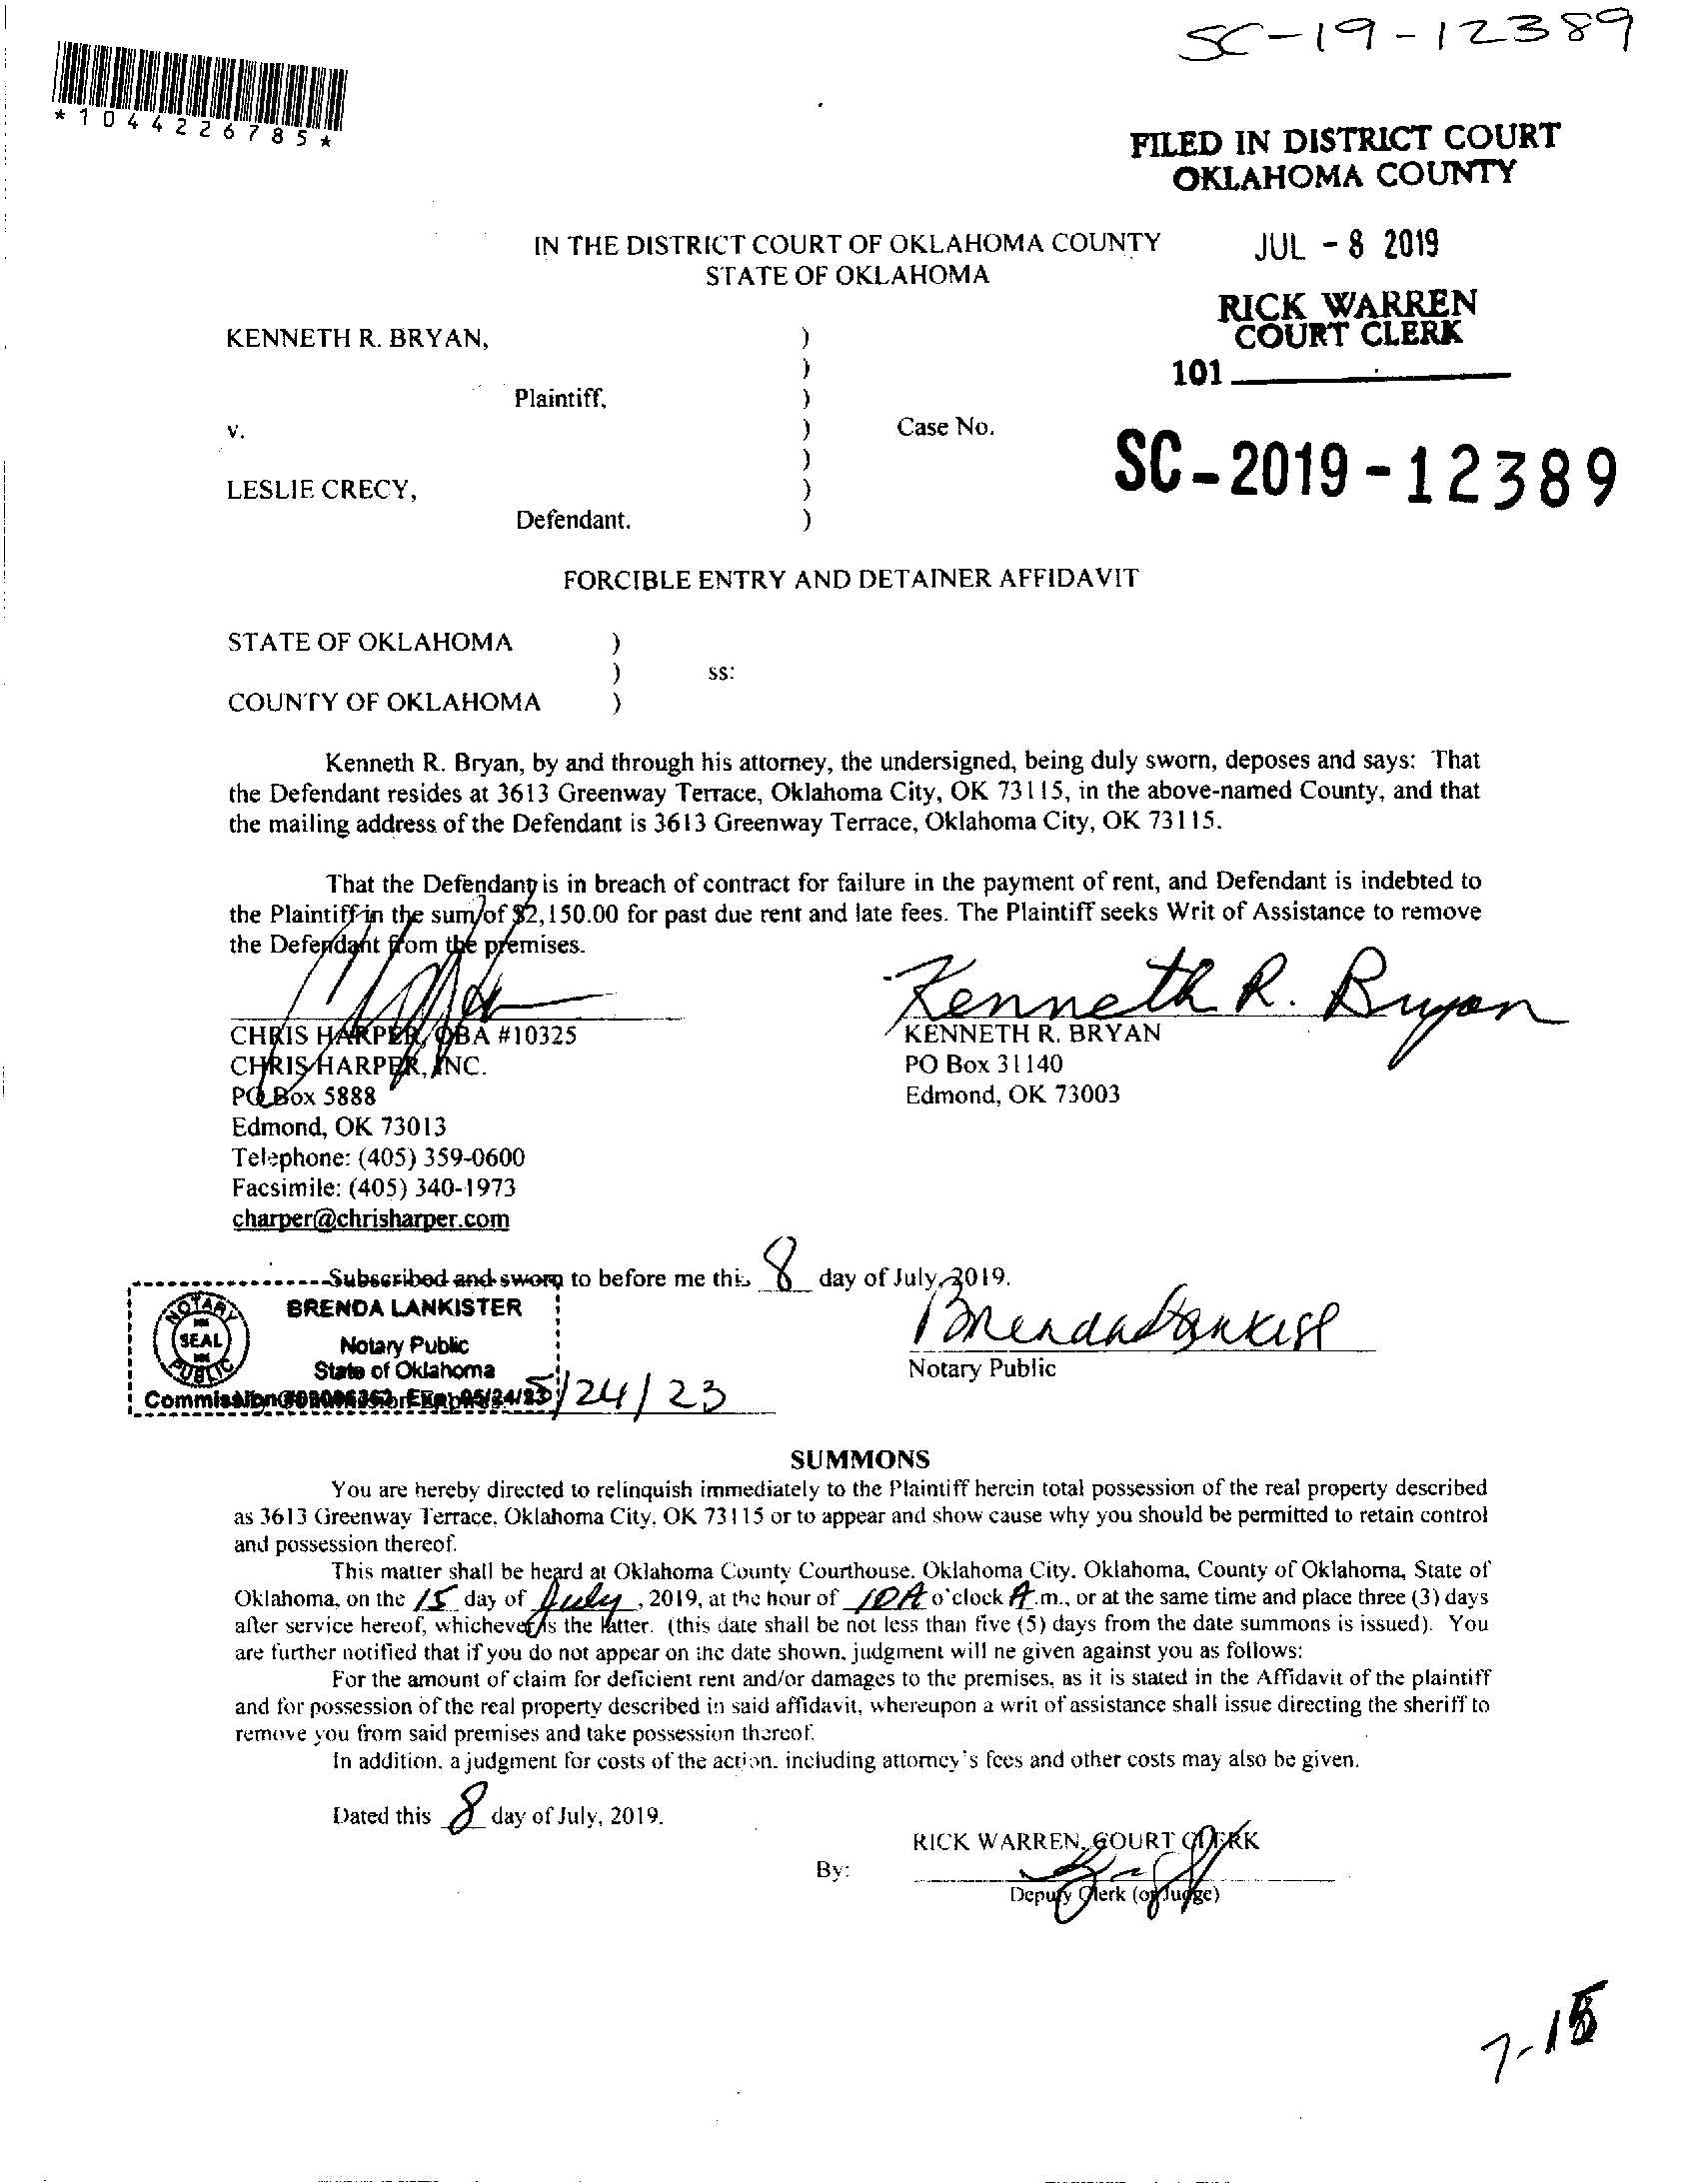 SC-19-12389
*1044226785*
FILED IN DISTRICT COURT
OKLAHOMA COUNTY
JUL - 8 2019
RICK WARREN
COURT CLERK
101
IN THE DISTRICT COURT OF OKLAHOMA COUNTY
STATE OF OKLAHOMA
KENNETH R. BRYAN, )
)
Plaintiff, )
v. ) Case No. SC-2019-12389
)
LESLIE CRECY, )
Defendant. )
FORCIBLE ENTRY AND DETAINER AFFIDAVIT
STATE OF OKLAHOMA )
) ss:
COUNTY OF OKLAHOMA )
Kenneth R. Bryan, by and through his attorney, the undersigned, being duly sworn, deposes and says: That
the Defendant resides at 3613 Greenway Terrace, Oklahoma City, OK 73115, in the above-named County, and that
the mailing address of the Defendant is 3613 Greenway Terrace, Oklahoma City, OK 73115.
That the Defendant is in breach of contract for failure in the payment of rent, and Defendant is indebted to
the Plaintiff in the sum of $2,150.00 for past due rent and late fees. The Plaintiff seeks Writ of Assistance to remove
the Defendant from the premises.
CHRIS HARPER, OBA #10325
CHRIS HARPER, INC.
PO Box 5888
Edmond, OK 73013
Telephone: (405) 359-0600
Facsimile: (405) 340-1973
charper@chrisharper.com
Kenneth R. Bryan
KENNETH R. BRYAN
PO Box 31140
Edmond, OK 73003
Subscribed and sworn to before me this 8 day of July, 2019.
NOTARY
SEAL
PUBLIC
BRENDA LANKISTER
Notary Public
State of Oklahoma
Commission Exp: 05/24/23
5/24/23
Brenda Lankister
Notary Public
SUMMONS
You are hereby directed to relinquish immediately to the Plaintiff herein total possession of the real property described
as 3613 Greenway Terrace, Oklahoma City, OK 73115 or to appear and show cause why you should be permitted to retain control
and possession thereof.
This matter shall be heard at Oklahoma County Courthouse, Oklahoma City, Oklahoma, County of Oklahoma, State of
Oklahoma, on the 15 day of July, 2019, at the hour of 10A o'clock A.m., or at the same time and place three (3) days
after service hereof, whichever is the latter. (this date shall be not less than five (5) days from the date summons is issued). You
are further notified that if you do not appear on the date shown, judgment will ne given against you as follows:
For the amount of claim for deficient rent and/or damages to the premises, as it is stated in the Affidavit of the plaintiff
and for possession of the real property described in said affidavit, whereupon a writ of assistance shall issue directing the sheriff to
remove you from said premises and take possession thereof.
In addition, a judgment for costs of the action, including attorney's fees and other costs may also be given.
Dated this 8 day of July, 2019.
RICK WARREN, COURT CLERK
By:
Deputy Clerk (or Judge)
7-15